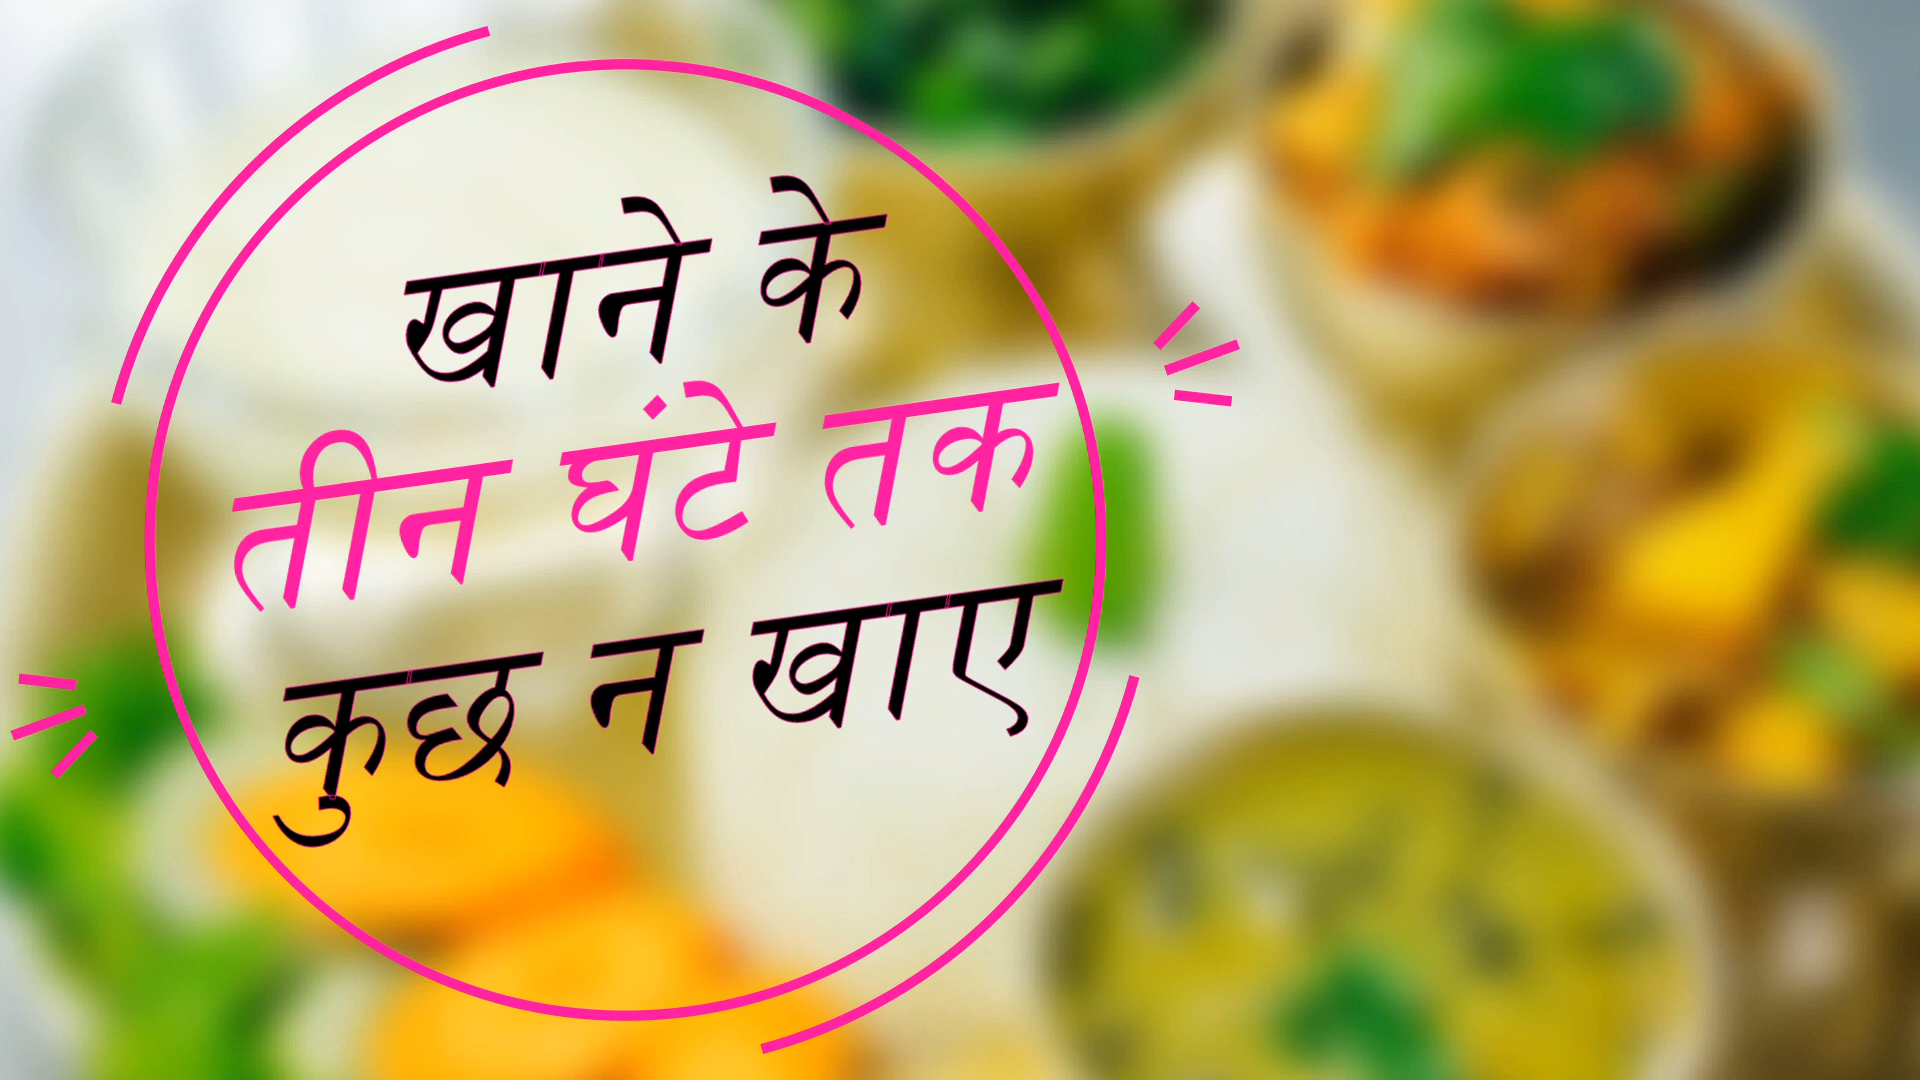 खाने के
तीन घंटे तक
कुछ न खाए